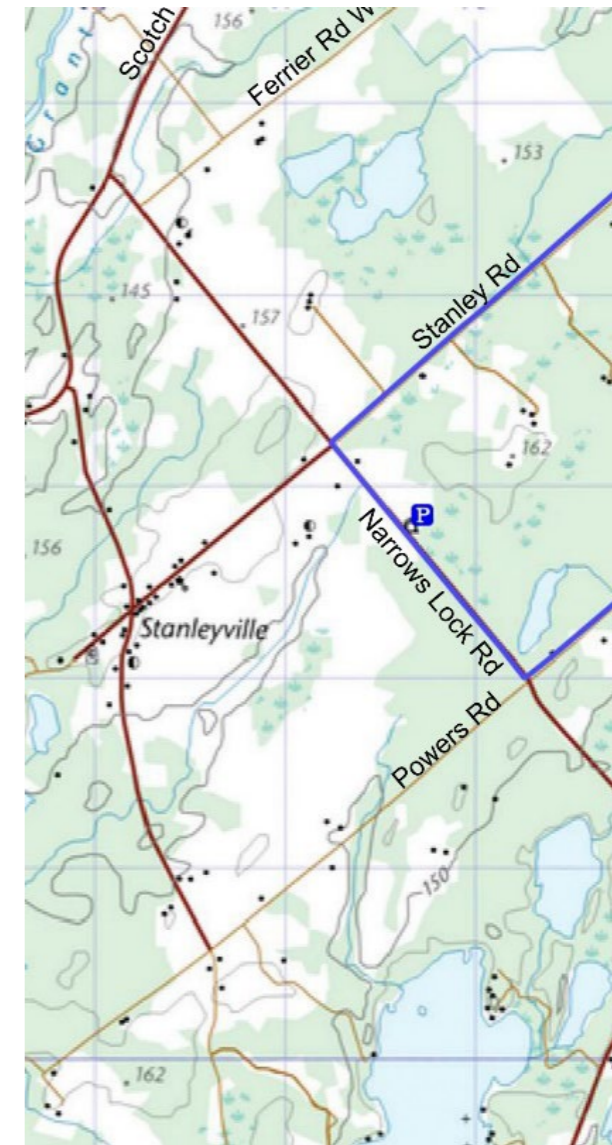 Scotch
156
Ferrier Rd W
Grant
153
145
157
Stanley Rd
162
P
156
Narrows Lock Rd
Stanleyville
Powers Rd
150
162